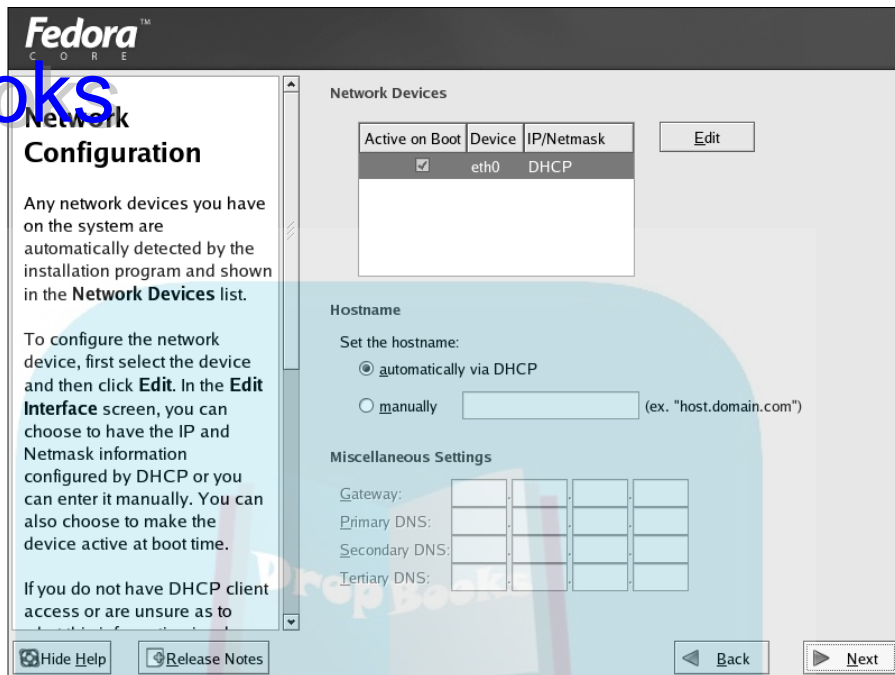 Fedora™
CORE
oks
Network
Configuration
Any network devices you have
on the system are
automatically detected by the
installation program and shown
in the Network Devices list.
To configure the network
device, first select the device
and then click Edit. In the Edit
Interface screen, you can
choose to have the IP and
Netmask information
configured by DHCP or you
can enter it manually. You can
also choose to make the
device active at boot time.
If you do not have DHCP client
access or are unsure as to
Hide Help
Release Notes
Network Devices
Active on Boot Device IP/Netmask
eth0 DHCP
Edit
Hostname
Set the hostname:
automatically via DHCP
manually (ex. "host.domain.com")
Miscellaneous Settings
Gateway:
Primary DNS:
Secondary DNS:
Tertiary DNS:
DropBooks
Back
Next